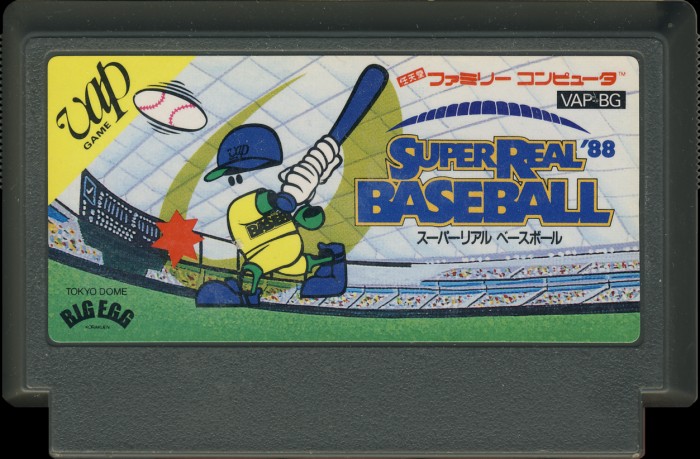 vap
GAME
任天堂 ファミリー コンピュータ™
VAP-BG
SUPER REAL '88
BASEBALL
スーパーリアル ベースボール
vap
BASE
TOKYO DOME
BIG EGG